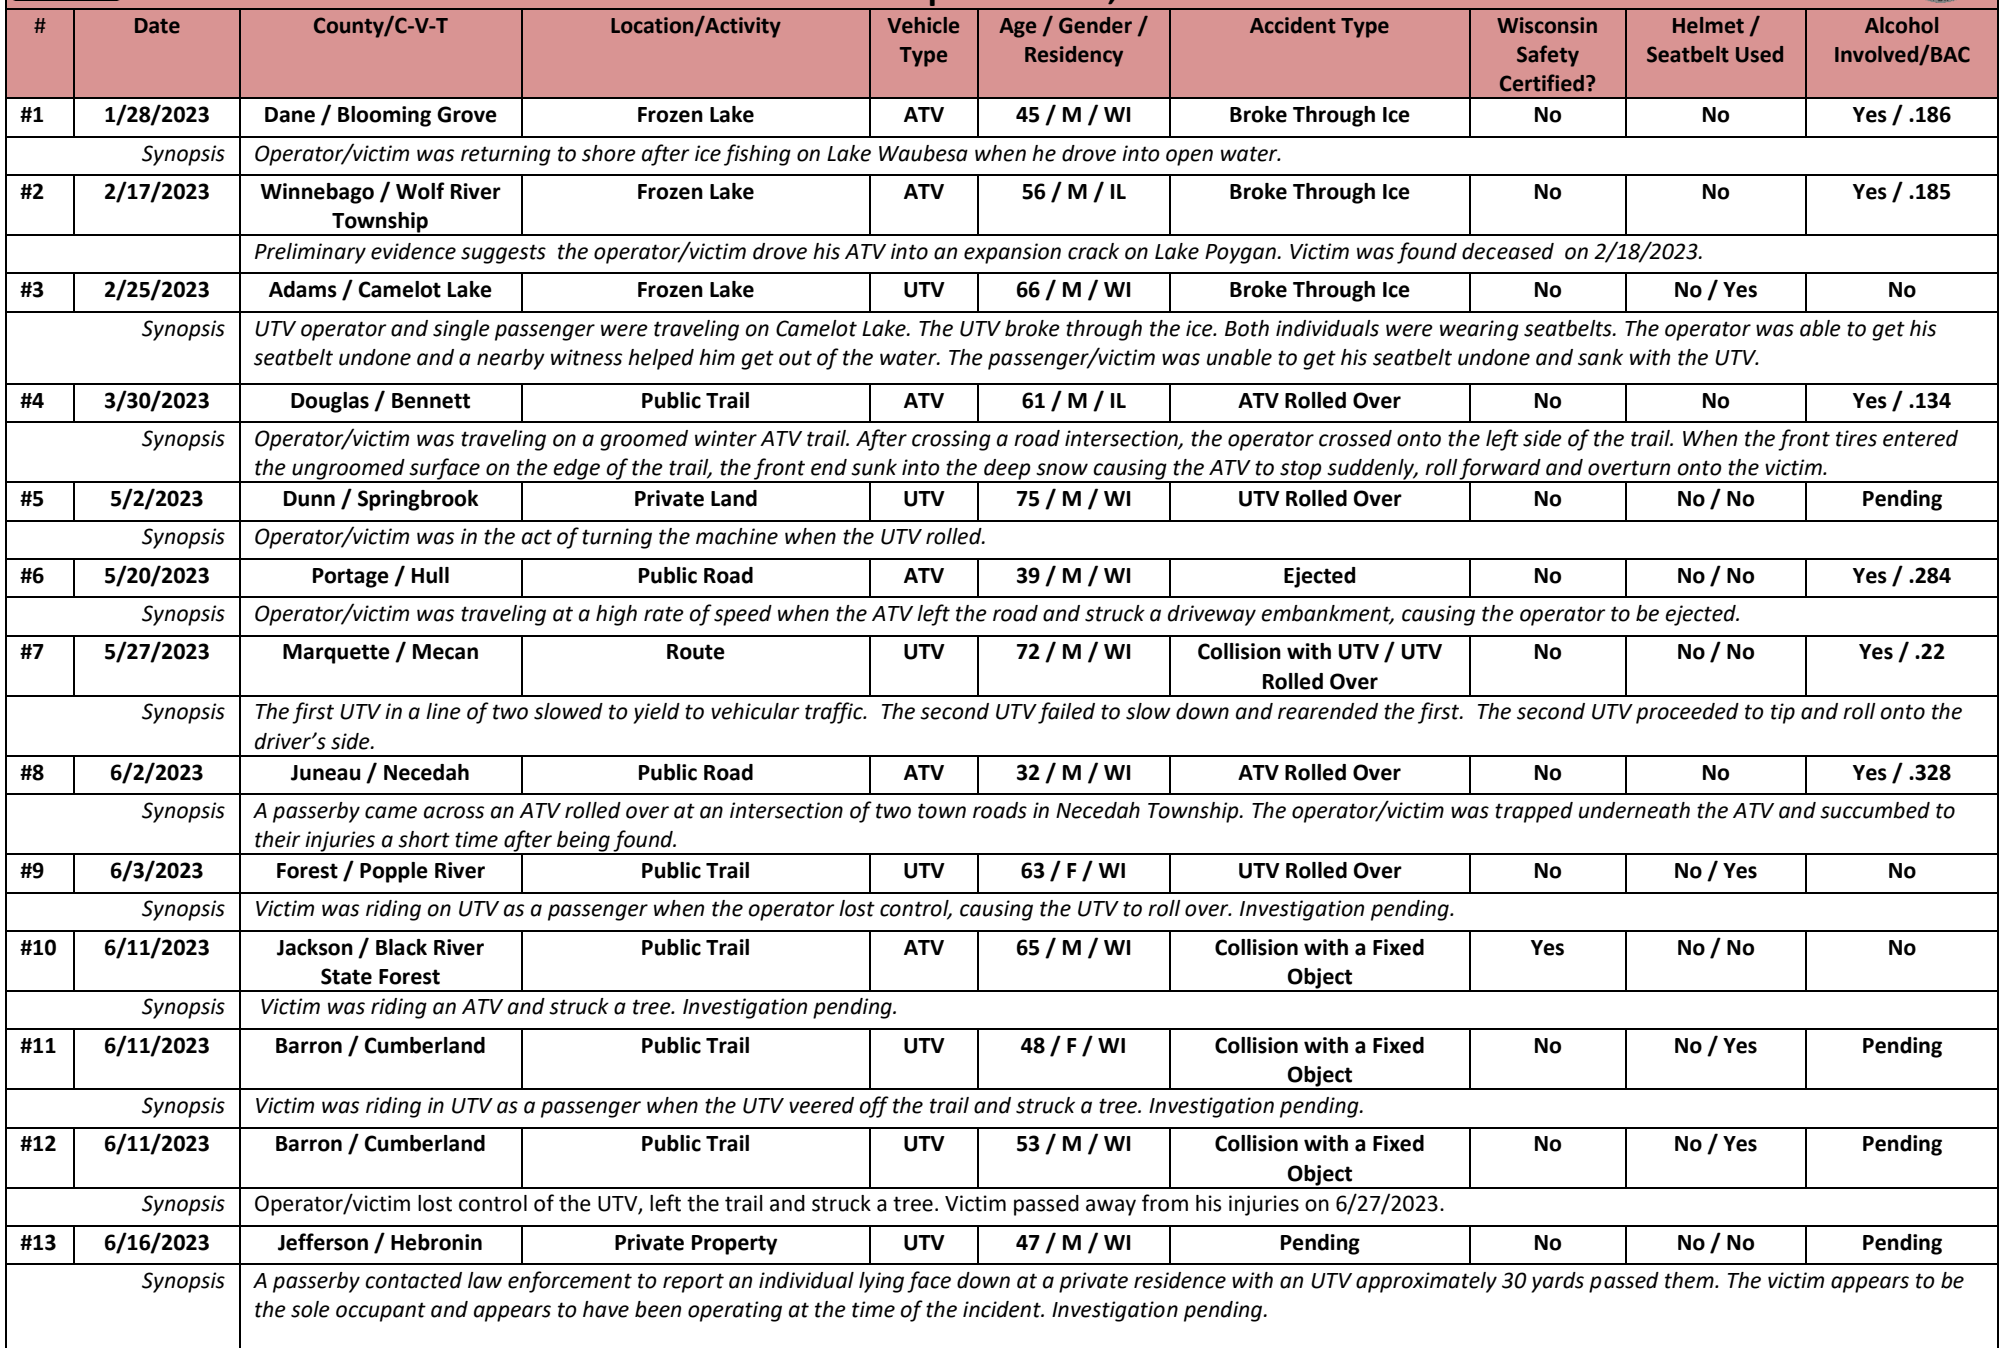 # Date County/C-V-T Location/Activity Vehicle Type Age / Gender / Residency Accident Type Wisconsin Safety Certified? Helmet / Seatbelt Used Alcohol Involved/BAC
#1 1/28/2023 Dane / Blooming Grove Frozen Lake ATV 45 / M / WI Broke Through Ice No No Yes / .186
Synopsis Operator/victim was returning to shore after ice fishing on Lake Waubesa when he drove into open water.
#2 2/17/2023 Winnebago / Wolf River Township Frozen Lake ATV 56 / M / IL Broke Through Ice No No Yes / .185
Preliminary evidence suggests the operator/victim drove his ATV into an expansion crack on Lake Poygan. Victim was found deceased on 2/18/2023.
#3 2/25/2023 Adams / Camelot Lake Frozen Lake UTV 66 / M / WI Broke Through Ice No No / Yes No
Synopsis UTV operator and single passenger were traveling on Camelot Lake. The UTV broke through the ice. Both individuals were wearing seatbelts. The operator was able to get his
seatbelt undone and a nearby witness helped him get out of the water. The passenger/victim was unable to get his seatbelt undone and sank with the UTV.
#4 3/30/2023 Douglas / Bennett Public Trail ATV 61 / M / IL ATV Rolled Over No No Yes / .134
Synopsis Operator/victim was traveling on a groomed winter ATV trail. After crossing a road intersection, the operator crossed onto the left side of the trail. When the front tires entered
the ungroomed surface on the edge of the trail, the front end sunk into the deep snow causing the ATV to stop suddenly, roll forward and overturn onto the victim.
#5 5/2/2023 Dunn / Springbrook Private Land UTV 75 / M / WI UTV Rolled Over No No / No Pending
Synopsis Operator/victim was in the act of turning the machine when the UTV rolled.
#6 5/20/2023 Portage / Hull Public Road ATV 39 / M / WI Ejected No No / No Yes / .284
Synopsis Operator/victim was traveling at a high rate of speed when the ATV left the road and struck a driveway embankment, causing the operator to be ejected.
#7 5/27/2023 Marquette / Mecan Route UTV 72 / M / WI Collision with UTV / UTV Rolled Over No No / No Yes / .22
Synopsis The first UTV in a line of two slowed to yield to vehicular traffic. The second UTV failed to slow down and rearended the first. The second UTV proceeded to tip and roll onto the
driver's side.
#8 6/2/2023 Juneau / Necedah Public Road ATV 32 / M / WI ATV Rolled Over No No Yes / .328
Synopsis A passerby came across an ATV rolled over at an intersection of two town roads in Necedah Township. The operator/victim was trapped underneath the ATV and succumbed to
their injuries a short time after being found.
#9 6/3/2023 Forest / Popple River Public Trail UTV 63 / F / WI UTV Rolled Over No No / Yes No
Synopsis Victim was riding on UTV as a passenger when the operator lost control, causing the UTV to roll over. Investigation pending.
#10 6/11/2023 Jackson / Black River State Forest Public Trail ATV 65 / M / WI Collision with a Fixed Object Yes No / No No
Synopsis Victim was riding an ATV and struck a tree. Investigation pending.
#11 6/11/2023 Barron / Cumberland Public Trail UTV 48 / F / WI Collision with a Fixed Object No No / Yes Pending
Synopsis Victim was riding in UTV as a passenger when the UTV veered off the trail and struck a tree. Investigation pending.
#12 6/11/2023 Barron / Cumberland Public Trail UTV 53 / M / WI Collision with a Fixed Object No No / Yes Pending
Synopsis Operator/victim lost control of the UTV, left the trail and struck a tree. Victim passed away from his injuries on 6/27/2023.
#13 6/16/2023 Jefferson / Hebronin Private Property UTV 47 / M / WI Pending No No / No Pending
Synopsis A passerby contacted law enforcement to report an individual lying face down at a private residence with an UTV approximately 30 yards passed them. The victim appears to be
the sole occupant and appears to have been operating at the time of the incident. Investigation pending.